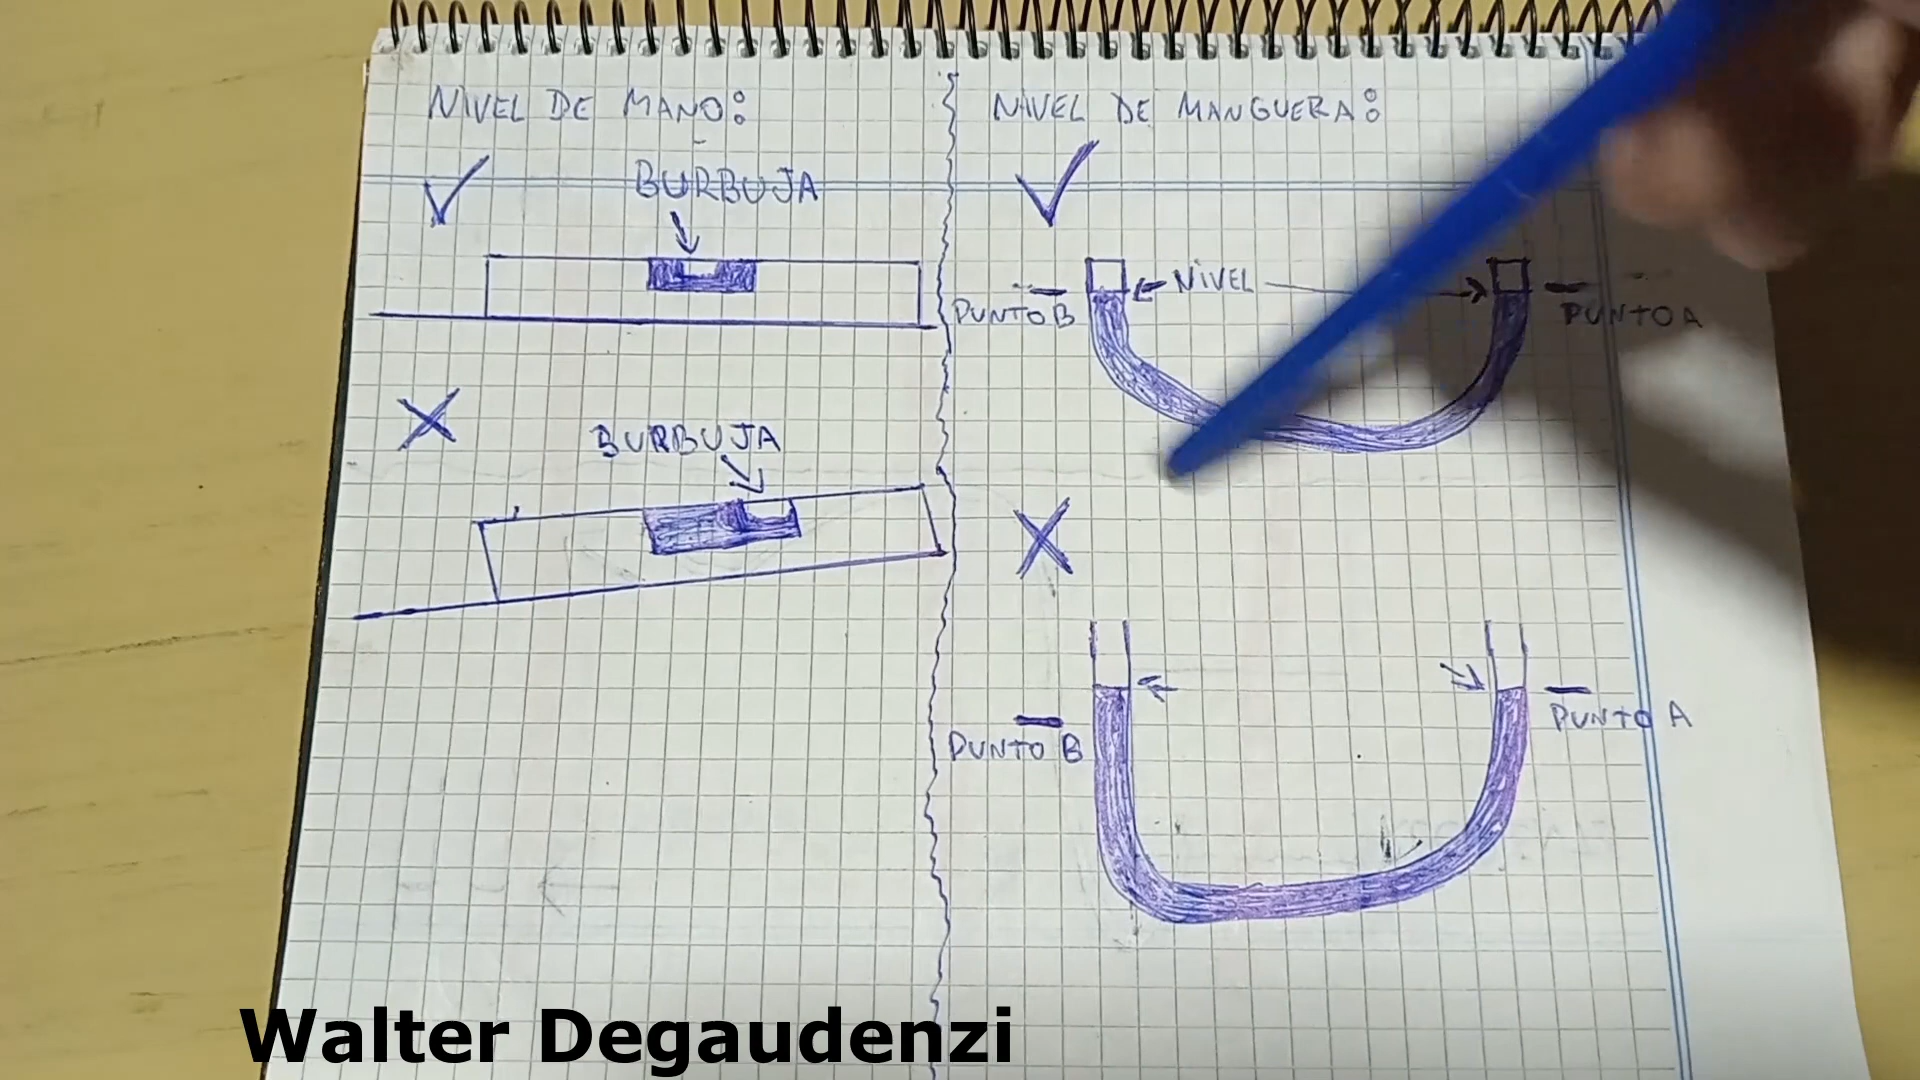 NIVEL DE MANO:
BURBUJA
BURBUJA
NIVEL DE MANGUERA:
NIVEL
PUNTO B
PUNTO A
PUNTO B
PUNTO A
Walter Degaudenzi